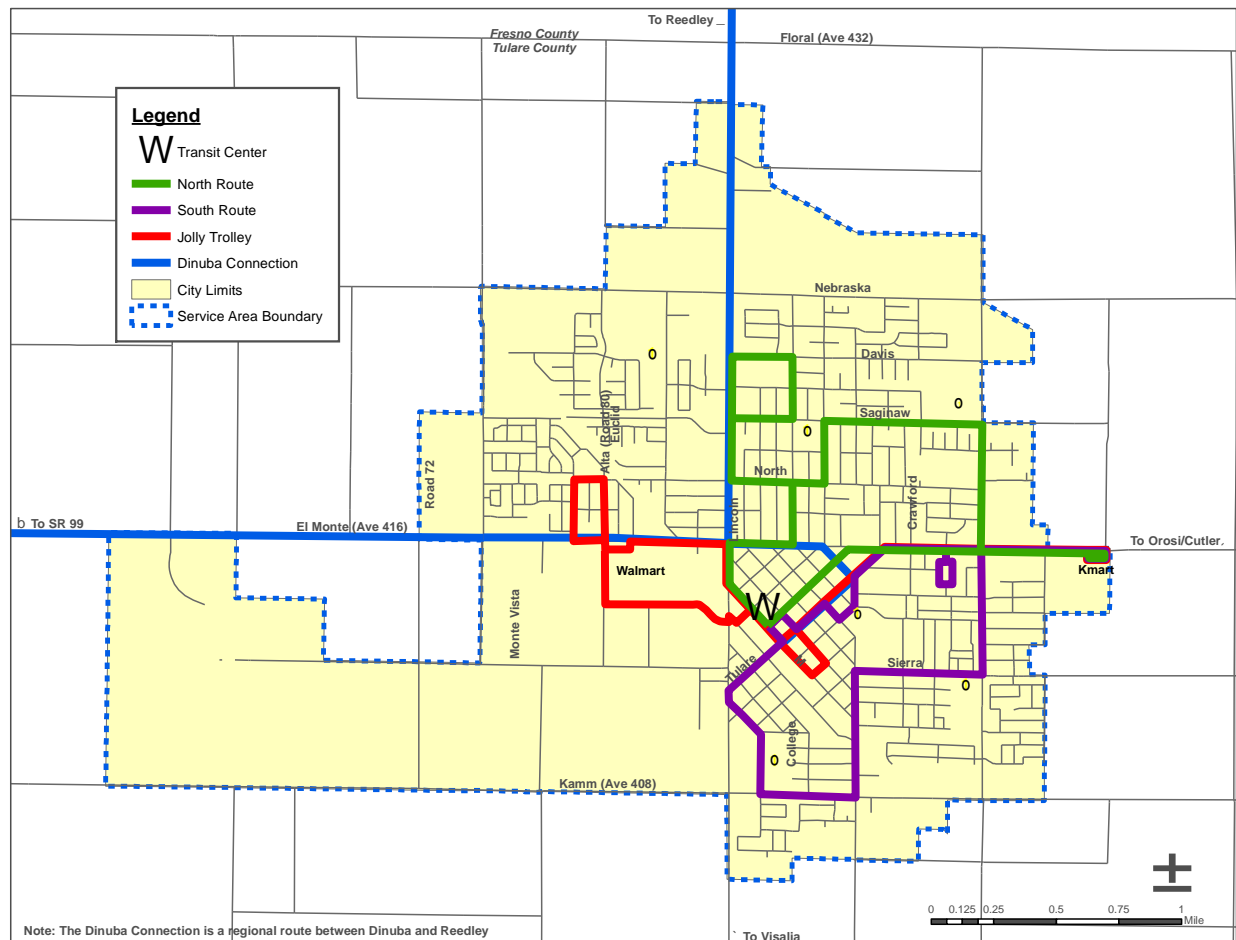 To Reedley _
Fresno County
Tulare County
Floral (Ave 432)
Legend
W Transit Center
North Route
South Route
Jolly Trolley
Dinuba Connection
City Limits
Service Area Boundary
Nebraska
Davis
Saginaw
Alta (Road 80)
Euclid
North
Road 72
Crawford
Lincoln
b To SR 99
El Monte (Ave 416)
To Orosi/Cutler
Walmart
Kmart
W
Monte Vista
Sierra
Tulare
College
Kamm (Ave 408)
0 0.125 0.25 0.5 0.75 1
Mile
Note: The Dinuba Connection is a regional route between Dinuba and Reedley
` To Visalia